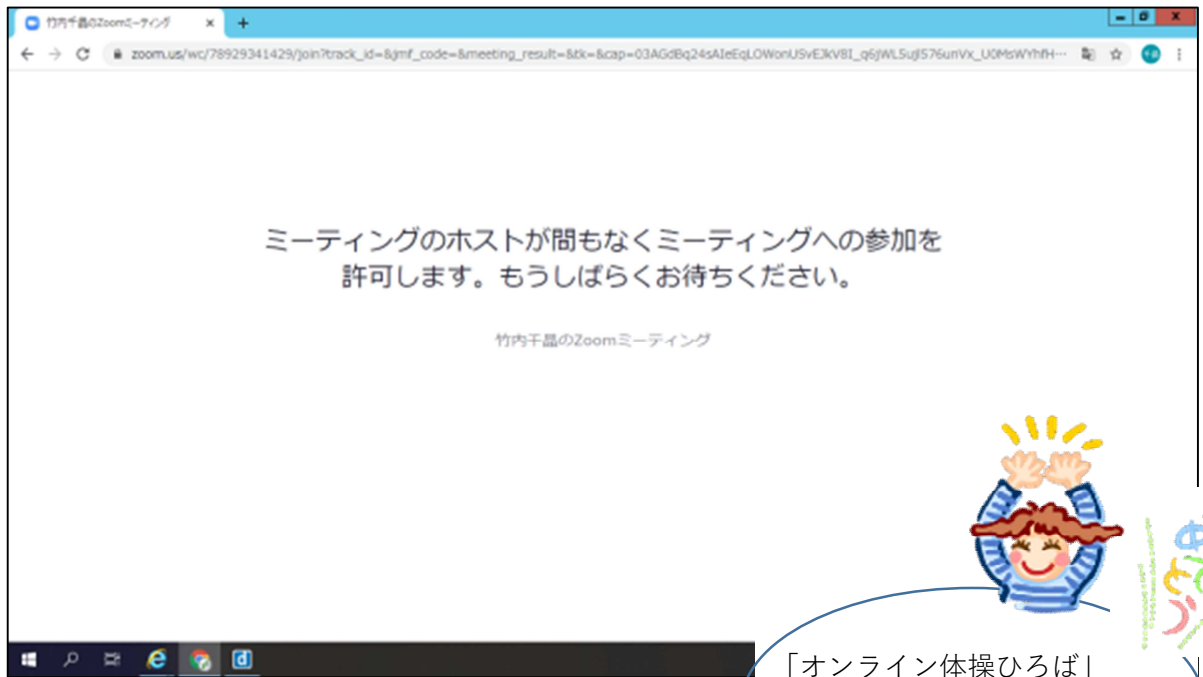 竹内千晶のZoomミーティング
zoom.us/wc/78929341429/join?track_id=&jmf_code=&meeting_result=&tk=&cap=
ミーティングのホストが間もなくミーティングへの参加を
許可します。もうしばらくお待ちください。
竹内千晶のZoomミーティング
「オンライン体操ひろば」